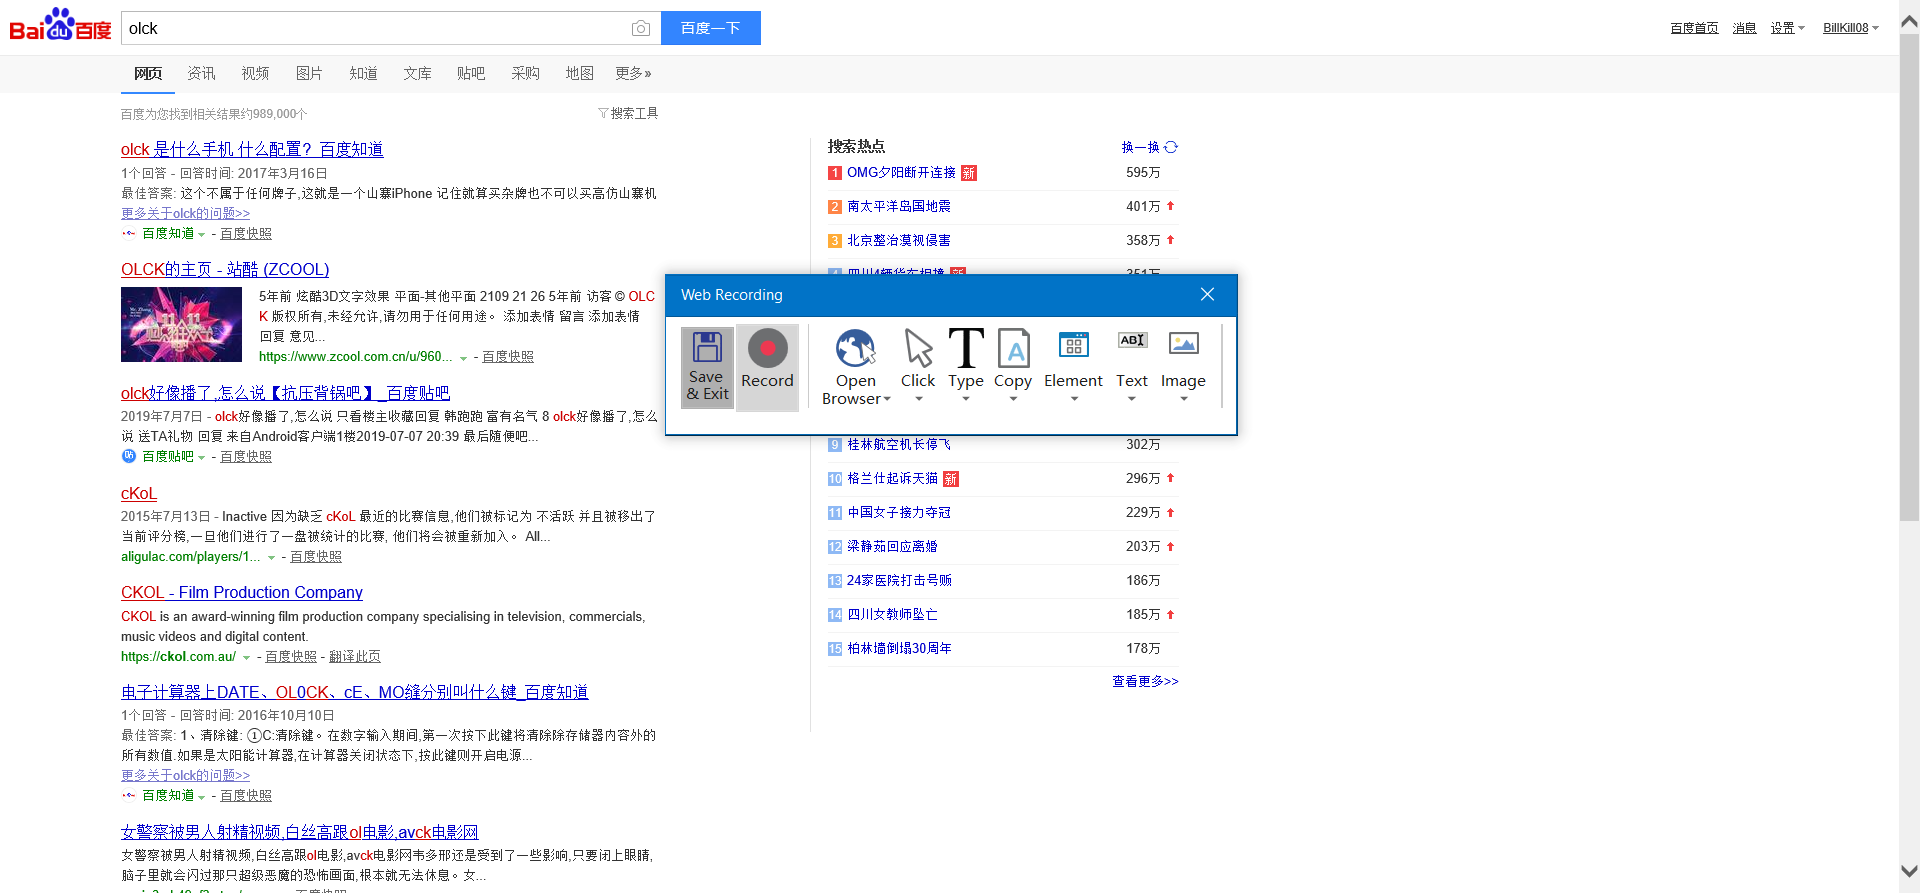 Bai du 百度
olck
百度一下
百度首页 消息 设置 BillKill08
网页 资讯 视频 图片 知道 文库 贴吧 采购 地图 更多»
百度为您找到相关结果约989,000个
搜索工具
olck 是什么手机 什么配置? 百度知道
1个回答 - 回答时间: 2017年3月16日
最佳答案: 这个不属于任何牌子,这就是一个山寨iPhone 记住就算买杂牌也不可以买高仿山寨机
更多关于olck的问题>>
百度知道 - 百度快照
OLCK的主页 - 站酷 (ZCOOL)
5年前 炫酷3D文字效果 平面-其他平面 2109 21 26 5年前 访客 © OLC
K 版权所有,未经允许,请勿用于任何用途。 添加表情 留言 添加表情
回复 意见...
https://www.zcool.com.cn/u/960... - 百度快照
olck好像播了,怎么说【抗压背锅吧】_百度贴吧
2019年7月7日 - olck好像播了,怎么说 只看楼主收藏回复 韩跑跑 富有名气 8 olck好像播了,怎么
说 送TA礼物 回复 来自Android客户端1楼2019-07-07 20:39 最后随便吧...
百度贴吧 - 百度快照
cKoL
2015年7月13日 - Inactive 因为缺乏 cKoL 最近的比赛信息,他们被标记为 不活跃 并且被移出了
当前评分榜,一旦他们进行了一盘被统计的比赛, 他们将会被重新加入。 All...
aligulac.com/players/1... - 百度快照
CKOL - Film Production Company
CKOL is an award-winning film production company specialising in television, commercials,
music videos and digital content.
https://ckol.com.au/ - 百度快照 - 翻译此页
电子计算器上DATE、OL0CK、cE、MO缝分别叫什么键_百度知道
1个回答 - 回答时间: 2016年10月10日
最佳答案: 1、清除键: ①C:清除键。在数字输入期间,第一次按下此键将清除除存储器内容外的
所有数值.如果是太阳能计算器,在计算器关闭状态下,按此键则开启电源...
更多关于olck的问题>>
百度知道 - 百度快照
女警察被男人射精视频,白丝高跟ol电影,avck电影网
女警察被男人射精视频,白丝高跟ol电影,avck电影网韦多邢还是受到了一些影响,只要闭上眼睛,
脑子里就会闪过那只超级恶魔的恐怖画面,根本就无法休息。女...
搜索热点 换一换
1 OMG夕阳断开连接 新 595万
2 南太平洋岛国地震 401万
3 北京整治漠视侵害 358万
四川4辆货车相撞 新 351万
Web Recording
Save & Exit
Record
Open Browser
Click
Type
Copy
Element
ABI Text
Image
9 桂林航空机长停飞 302万
10 格兰仕起诉天猫 新 296万
11 中国女子接力夺冠 229万
12 梁静茹回应离婚 203万
13 24家医院打击号贩 186万
14 四川女教师坠亡 185万
15 柏林墙倒塌30周年 178万
查看更多>>